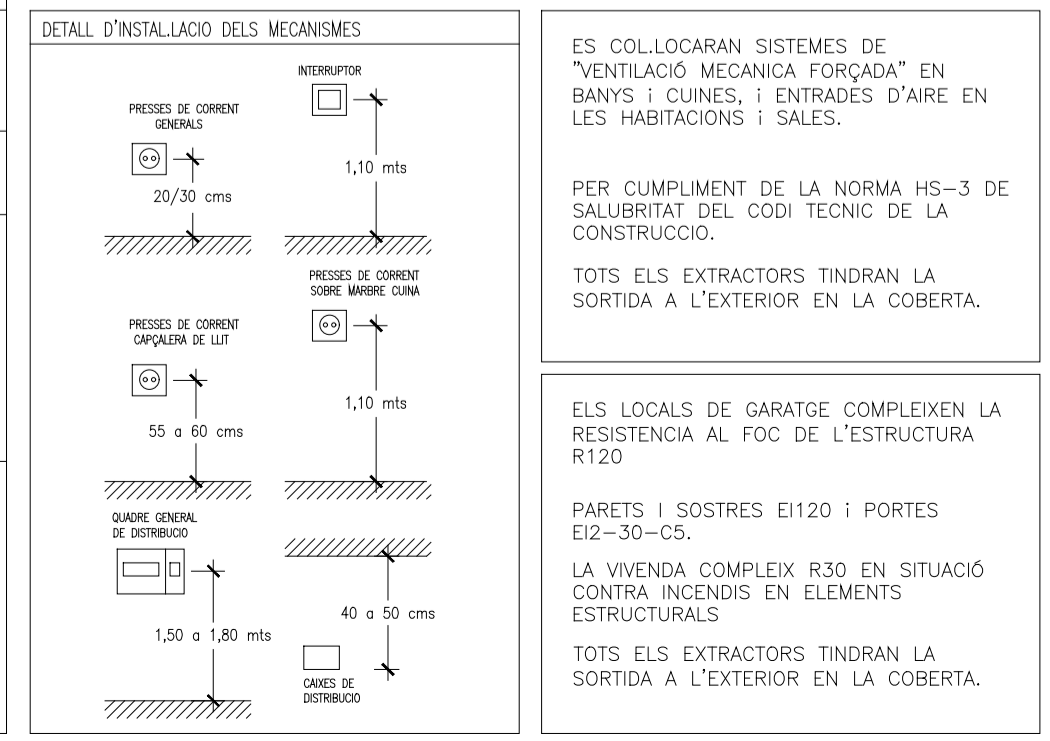 DETALL D'INSTAL.LACIO DELS MECANISMES
INTERRUPTOR
PRESSES DE CORRENT
GENERALS
1,10 mts
20/30 cms
PRESSES DE CORRENT
SOBRE MARBRE CUINA
PRESSES DE CORRENT
CAPÇALERA DE LLIT
1,10 mts
55 a 60 cms
QUADRE GENERAL
DE DISTRIBUCIO
40 a 50 cms
1,50 a 1,80 mts
CAIXES DE
DISTRIBUCIO
ES COL.LOCARAN SISTEMES DE
"VENTILACIÓ MECANICA FORÇADA" EN
BANYS i CUINES, i ENTRADES D'AIRE EN
LES HABITACIONS i SALES.
PER CUMPLIMENT DE LA NORMA HS-3 DE
SALUBRITAT DEL CODI TECNIC DE LA
CONSTRUCCIO.
TOTS ELS EXTRACTORS TINDRAN LA
SORTIDA A L'EXTERIOR EN LA COBERTA.
ELS LOCALS DE GARATGE COMPLEIXEN LA
RESISTENCIA AL FOC DE L'ESTRUCTURA
R120
PARETS I SOSTRES EI120 i PORTES
EI2-30-C5.
LA VIVENDA COMPLEIX R30 EN SITUACIÓ
CONTRA INCENDIS EN ELEMENTS
ESTRUCTURALS
TOTS ELS EXTRACTORS TINDRAN LA
SORTIDA A L'EXTERIOR EN LA COBERTA.